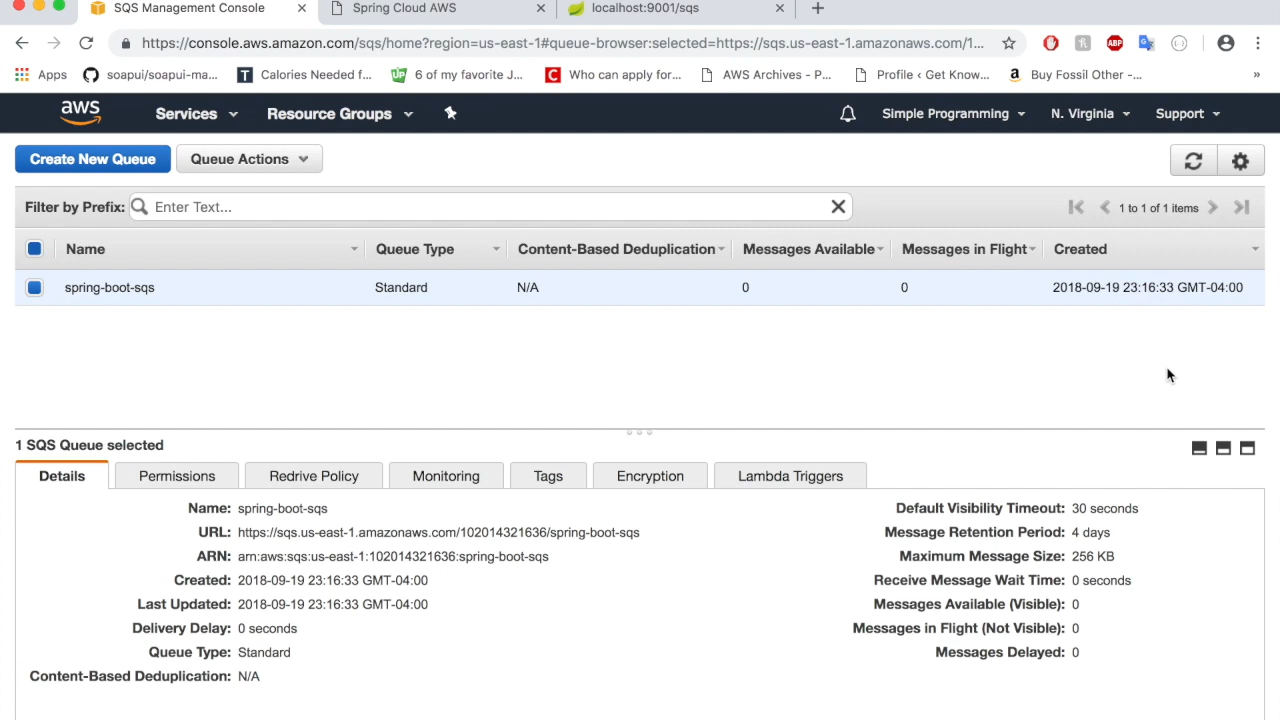 SQS Management Console
Spring Cloud AWS
localhost:9001/sqs
https://console.aws.amazon.com/sqs/home?region=us-east-1#queue-browser:selected=https://sqs.us-east-1.amazonaws.com/1...
ABP
Apps
soapui/soapui-ma...
T Calories Needed f...
UP 6 of my favorite J...
C Who can apply for...
AWS Archives - P...
Profile ‹ Get Know...
a Buy Fossil Other -...
»
aws
Services
Resource Groups
Simple Programming
N. Virginia
Support
Create New Queue
Queue Actions
Filter by Prefix: Enter Text...
1 to 1 of 1 items
Name Queue Type Content-Based Deduplication Messages Available Messages in Flight Created
spring-boot-sqs Standard N/A 0 0 2018-09-19 23:16:33 GMT-04:00
1 SQS Queue selected
Details Permissions Redrive Policy Monitoring Tags Encryption Lambda Triggers
Name: spring-boot-sqs
URL: https://sqs.us-east-1.amazonaws.com/102014321636/spring-boot-sqs
ARN: arn:aws:sqs:us-east-1:102014321636:spring-boot-sqs
Created: 2018-09-19 23:16:33 GMT-04:00
Last Updated: 2018-09-19 23:16:33 GMT-04:00
Delivery Delay: 0 seconds
Queue Type: Standard
Content-Based Deduplication: N/A
Default Visibility Timeout: 30 seconds
Message Retention Period: 4 days
Maximum Message Size: 256 KB
Receive Message Wait Time: 0 seconds
Messages Available (Visible): 0
Messages in Flight (Not Visible): 0
Messages Delayed: 0